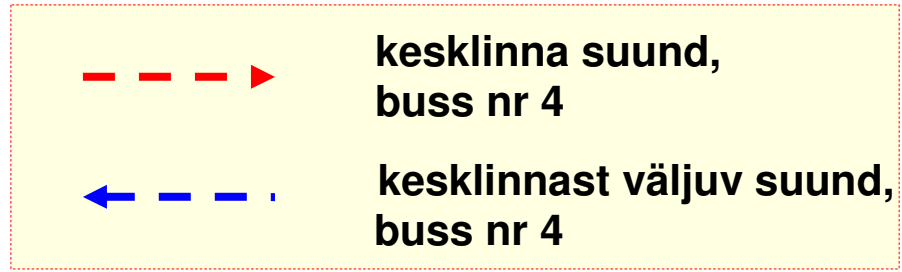 kesklinna suund,
buss nr 4
kesklinnast väljuv suund,
buss nr 4